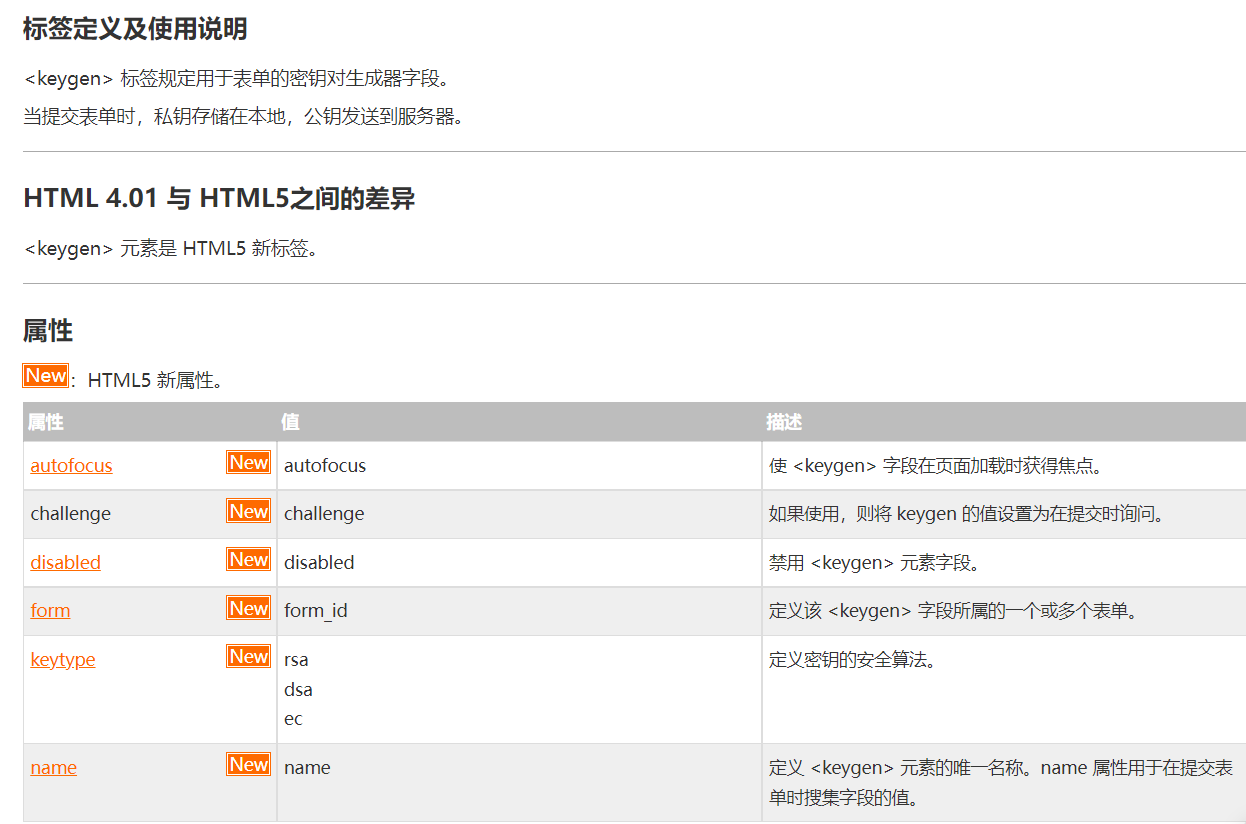 标签定义及使用说明
<keygen> 标签规定用于表单的密钥对生成器字段。
当提交表单时，私钥存储在本地，公钥发送到服务器。
HTML 4.01 与 HTML5之间的差异
<keygen> 元素是 HTML5 新标签。
属性
New：HTML5 新属性。
属性 值 描述
autofocus New autofocus 使 <keygen> 字段在页面加载时获得焦点。
challenge New challenge 如果使用，则将 keygen 的值设置为在提交时询问。
disabled New disabled 禁用 <keygen> 元素字段。
form New form_id 定义该 <keygen> 字段所属的一个或多个表单。
keytype New rsa 定义密钥的安全算法。
dsa
ec
name New name 定义 <keygen> 元素的唯一名称。name 属性用于在提交表
单时搜集字段的值。